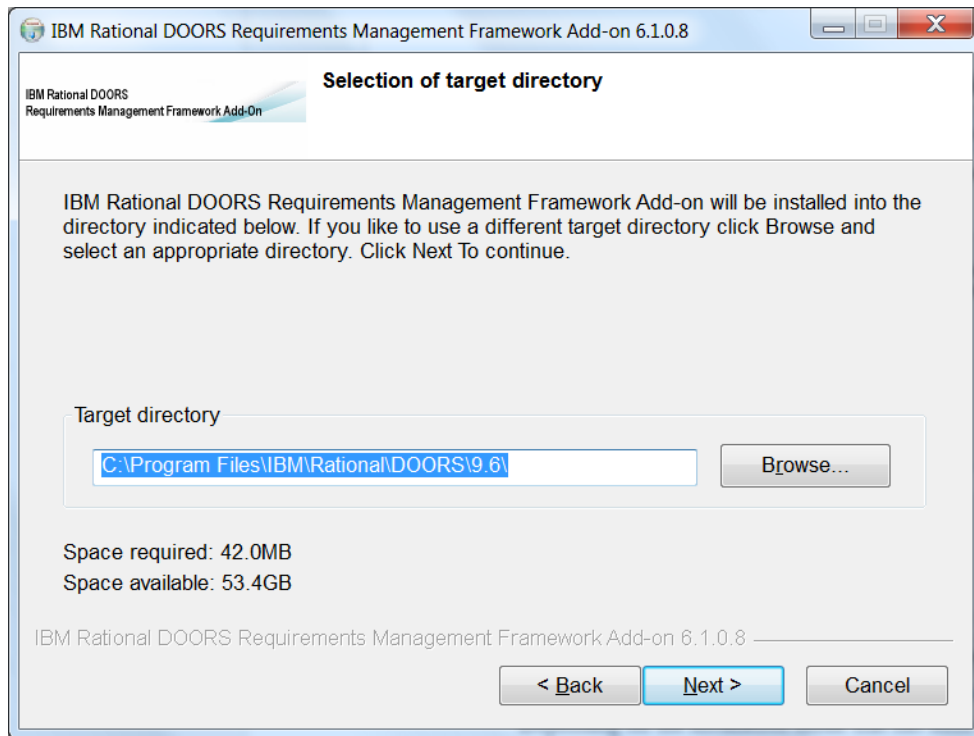 IBM Rational DOORS Requirements Management Framework Add-on 6.1.0.8
Selection of target directory
IBM Rational DOORS
Requirements Management Framework Add-On
IBM Rational DOORS Requirements Management Framework Add-on will be installed into the
directory indicated below. If you like to use a different target directory click Browse and
select an appropriate directory. Click Next To continue.
Target directory
C:\Program Files\IBM\Rational\DOORS\9.6\
Browse...
Space required: 42.0MB
Space available: 53.4GB
IBM Rational DOORS Requirements Management Framework Add-on 6.1.0.8
< Back
Next >
Cancel